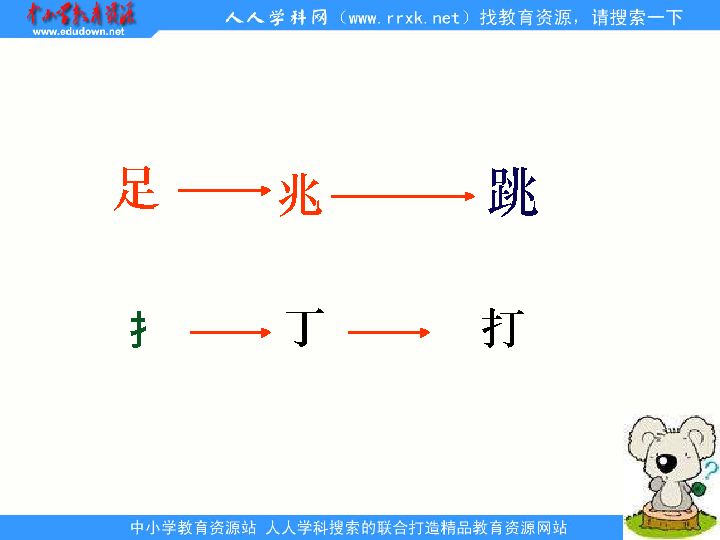 中小学教育资源
www.edudown.net
人人学科网（www.rrxk.net）找教育资源，请搜索一下
足 兆 跳
扌 丁 打
?
中小学教育资源站 人人学科搜索的联合打造精品教育资源网站